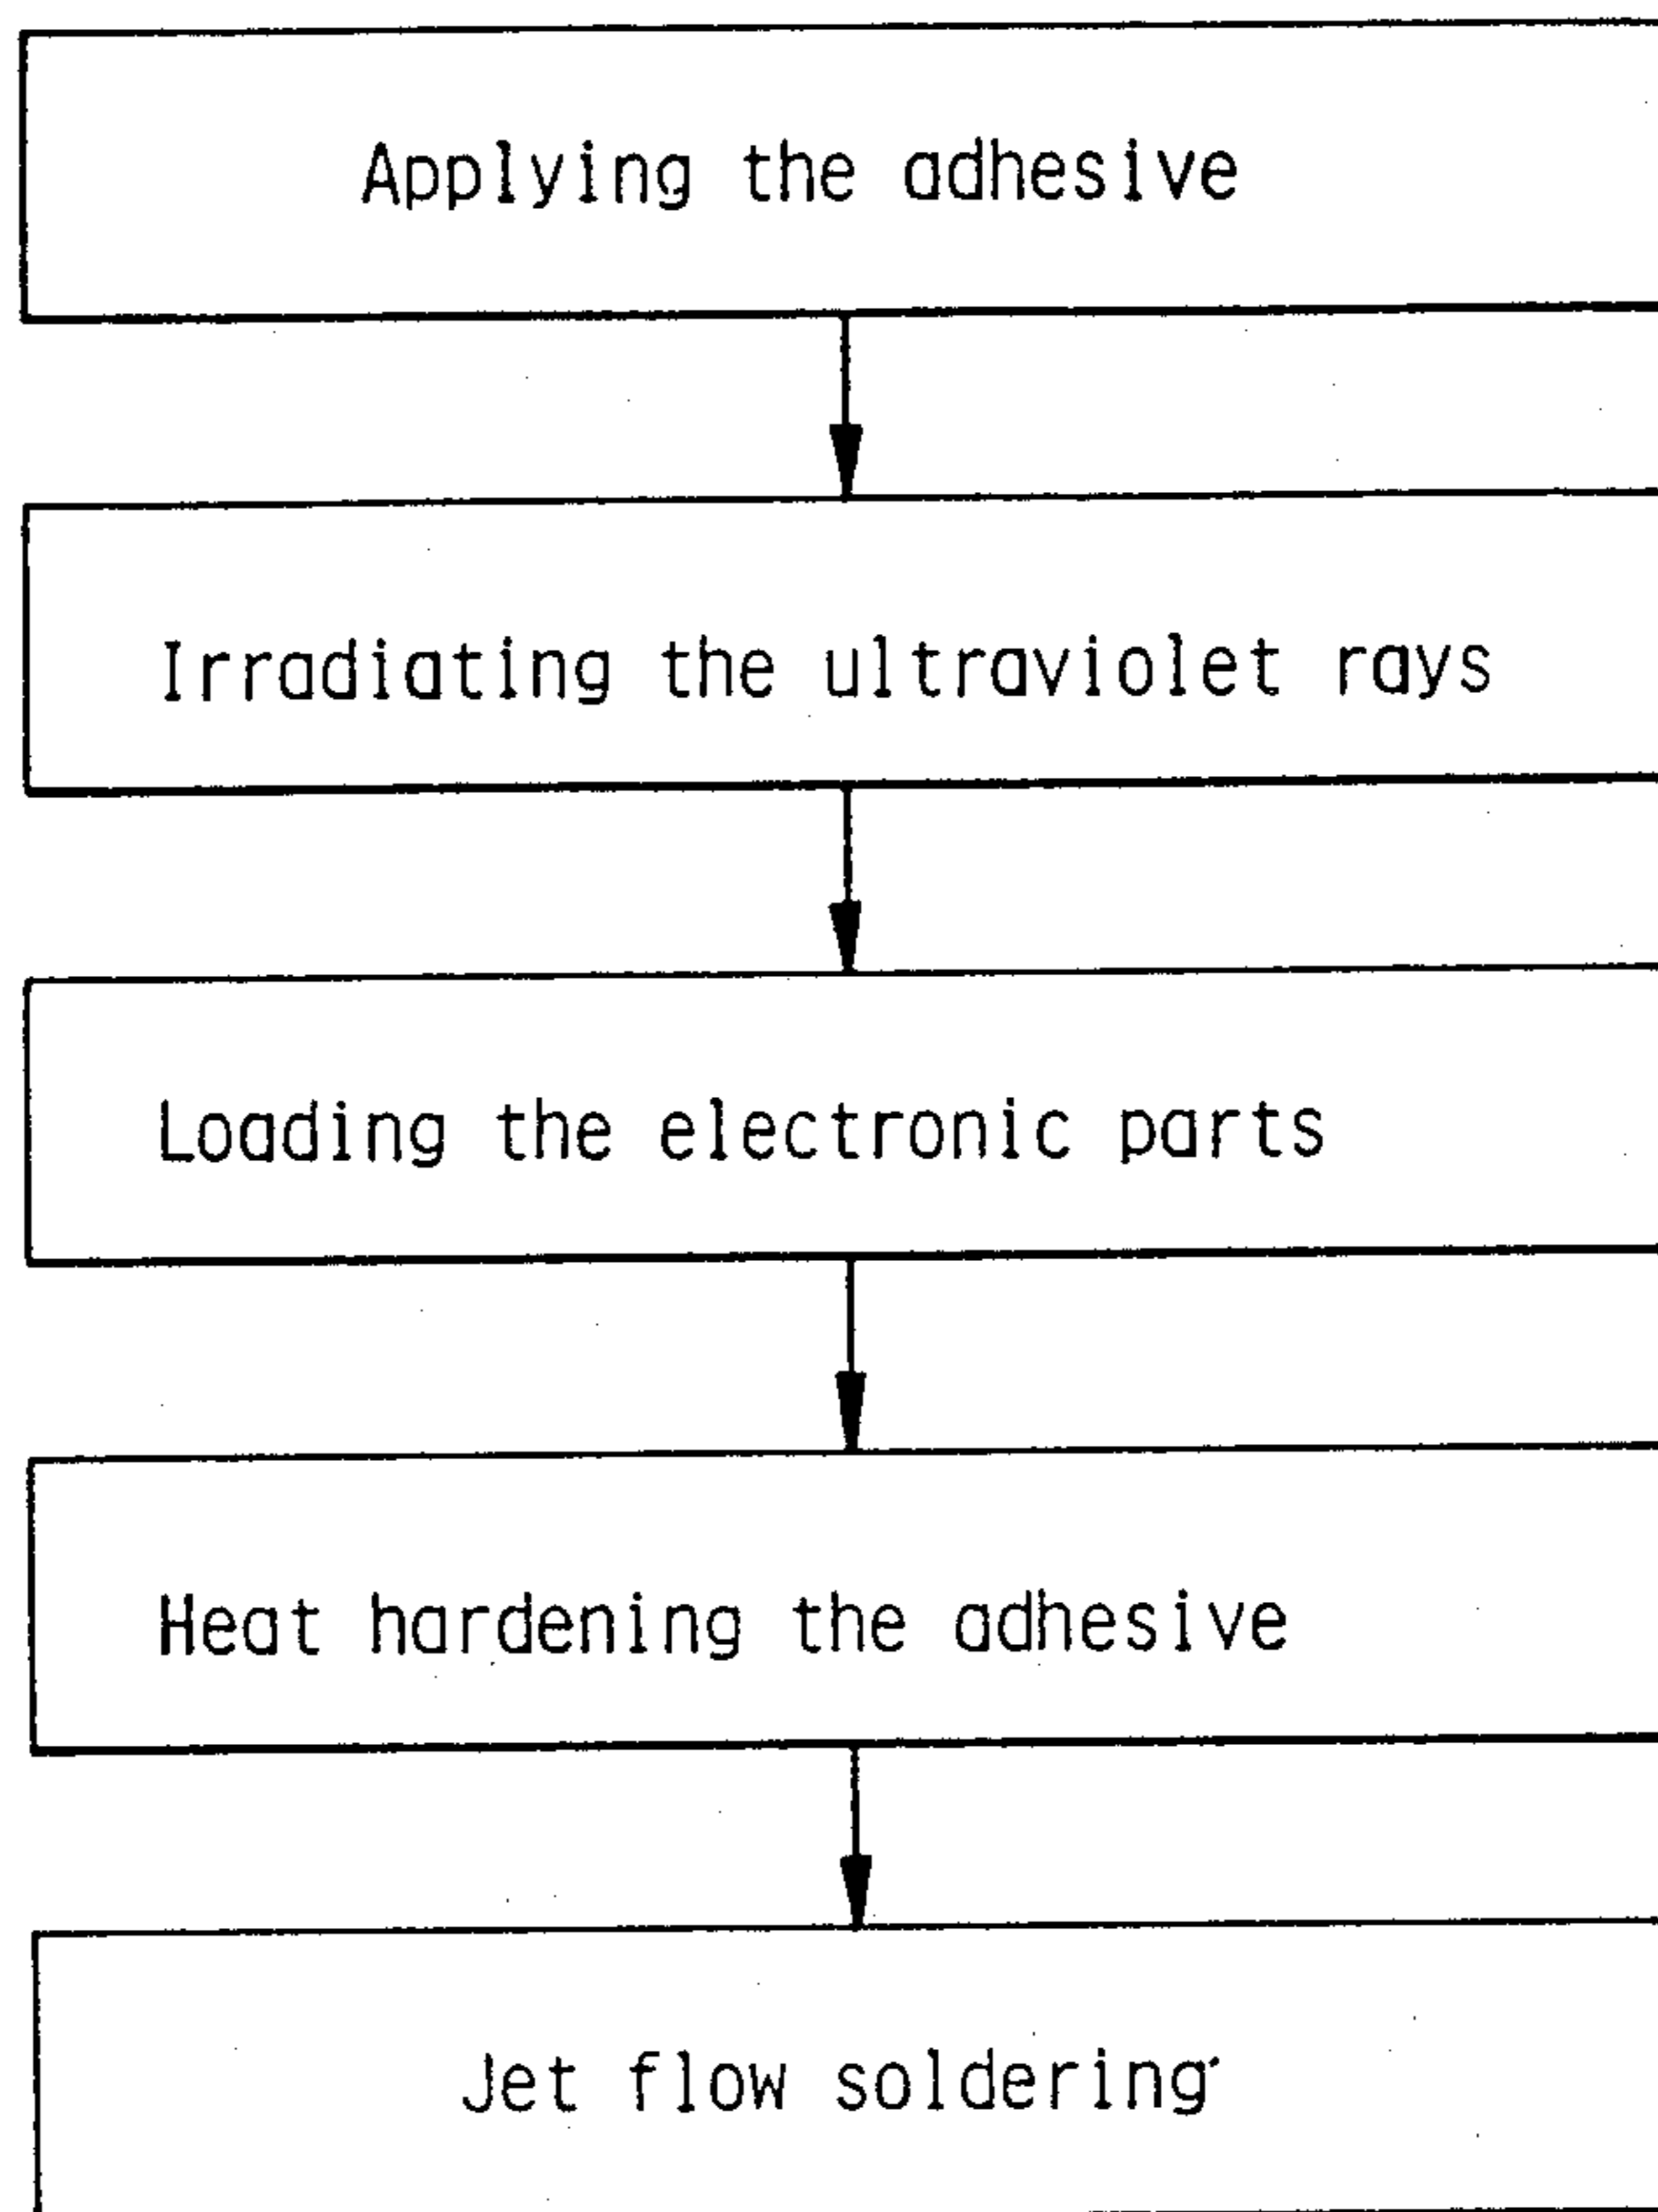 Applying the adhesive
Irradiating the ultraviolet rays
Loading the electronic parts
Heat hardening the adhesive
Jet flow soldering